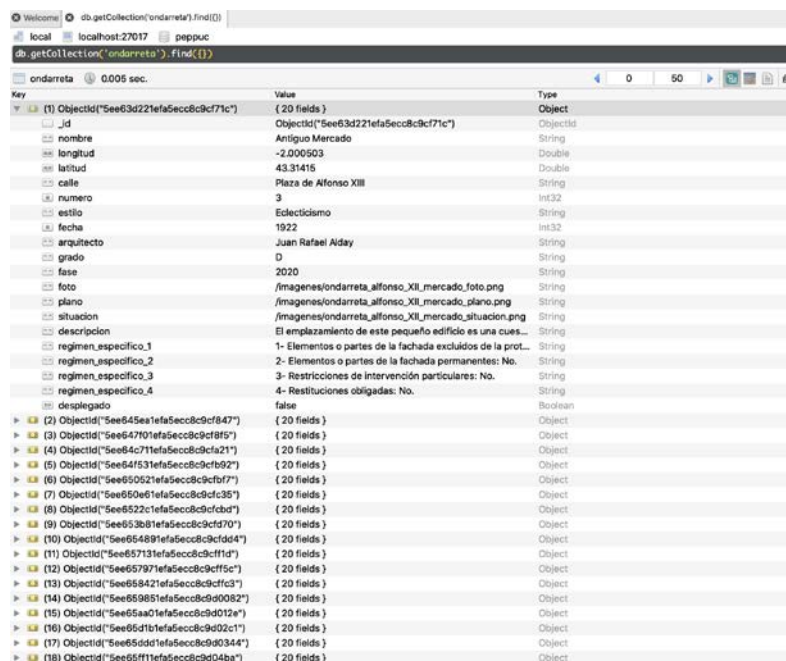 Welcome db.getCollection('ondarreta').find({})
local localhost:27017 peppuc
db.getCollection('ondarreta').find({})
ondarreta 0.005 sec. 0 50
Key Value Type
(1) ObjectId("5ee63d221efa5ecc8c9cf71c") { 20 fields } Object
_id ObjectId("5ee63d221efa5ecc8c9cf71c") ObjectId
nombre Antiguo Mercado String
longitud -2.000503 Double
latitud 43.31415 Double
calle Plaza de Alfonso XIII String
numero 3 Int32
estilo Eclecticismo String
fecha 1922 Int32
arquitecto Juan Rafael Alday String
grado D String
fase 2020 String
foto /imagenes/ondarreta_alfonso_XII_mercado_foto.png String
plano /imagenes/ondarreta_alfonso_XII_mercado_plano.png String
situacion /imagenes/ondarreta_alfonso_XII_mercado_situacion.png String
descripcion El emplazamiento de este pequeño edificio es una cues... String
regimen_especifico_1 1- Elementos o partes de la fachada excluidos de la prot... String
regimen_especifico_2 2- Elementos o partes de la fachada permanentes: No. String
regimen_especifico_3 3- Restricciones de intervención particulares: No. String
regimen_especifico_4 4- Restituciones obligadas: No. String
desplegado false Boolean
(2) ObjectId("5ee645ea1efa5ecc8c9cf847") { 20 fields } Object
(3) ObjectId("5ee647f01efa5ecc8c9cf8f5") { 20 fields } Object
(4) ObjectId("5ee64c711efa5ecc8c9cfa21") { 20 fields } Object
(5) ObjectId("5ee64f531efa5ecc8c9cfb92") { 20 fields } Object
(6) ObjectId("5ee650521efa5ecc8c9cfbf7") { 20 fields } Object
(7) ObjectId("5ee650e61efa5ecc8c9cfc35") { 20 fields } Object
(8) ObjectId("5ee6522c1efa5ecc8c9cfcbd") { 20 fields } Object
(9) ObjectId("5ee653b81efa5ecc8c9cfd70") { 20 fields } Object
(10) ObjectId("5ee654891efa5ecc8c9cfdd4") { 20 fields } Object
(11) ObjectId("5ee657131efa5ecc8c9cff1d") { 20 fields } Object
(12) ObjectId("5ee657971efa5ecc8c9cff5c") { 20 fields } Object
(13) ObjectId("5ee658421efa5ecc8c9cffc3") { 20 fields } Object
(14) ObjectId("5ee659851efa5ecc8c9d0082") { 20 fields } Object
(15) ObjectId("5ee65aa01efa5ecc8c9d012e") { 20 fields } Object
(16) ObjectId("5ee65d1b1efa5ecc8c9d02c1") { 20 fields } Object
(17) ObjectId("5ee65ddd1efa5ecc8c9d0344") { 20 fields } Object
(18) ObjectId("5ee65ff11efa5ecc8c9d04ba") { 20 fields } Object